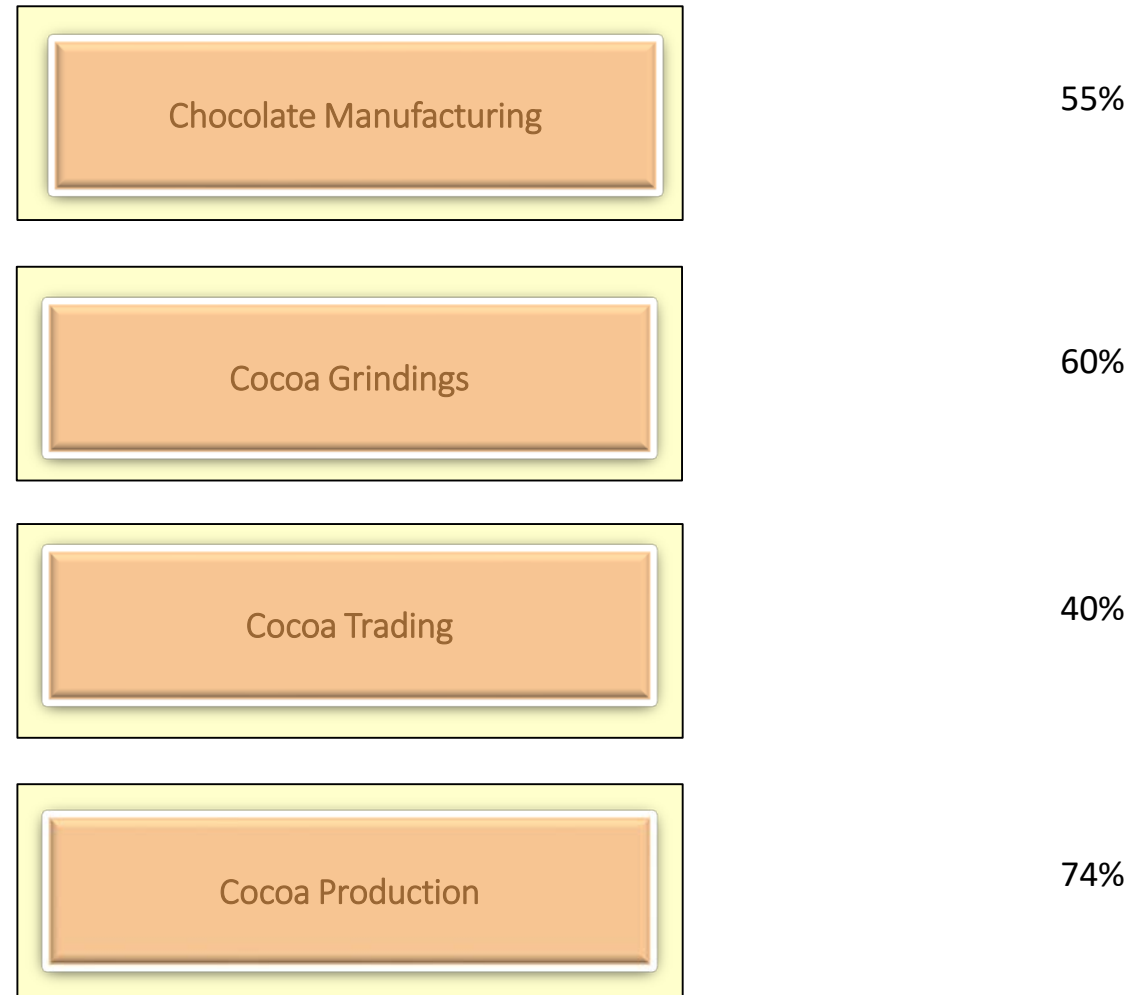 Chocolate Manufacturing 55%
Cocoa Grindings 60%
Cocoa Trading 40%
Cocoa Production 74%